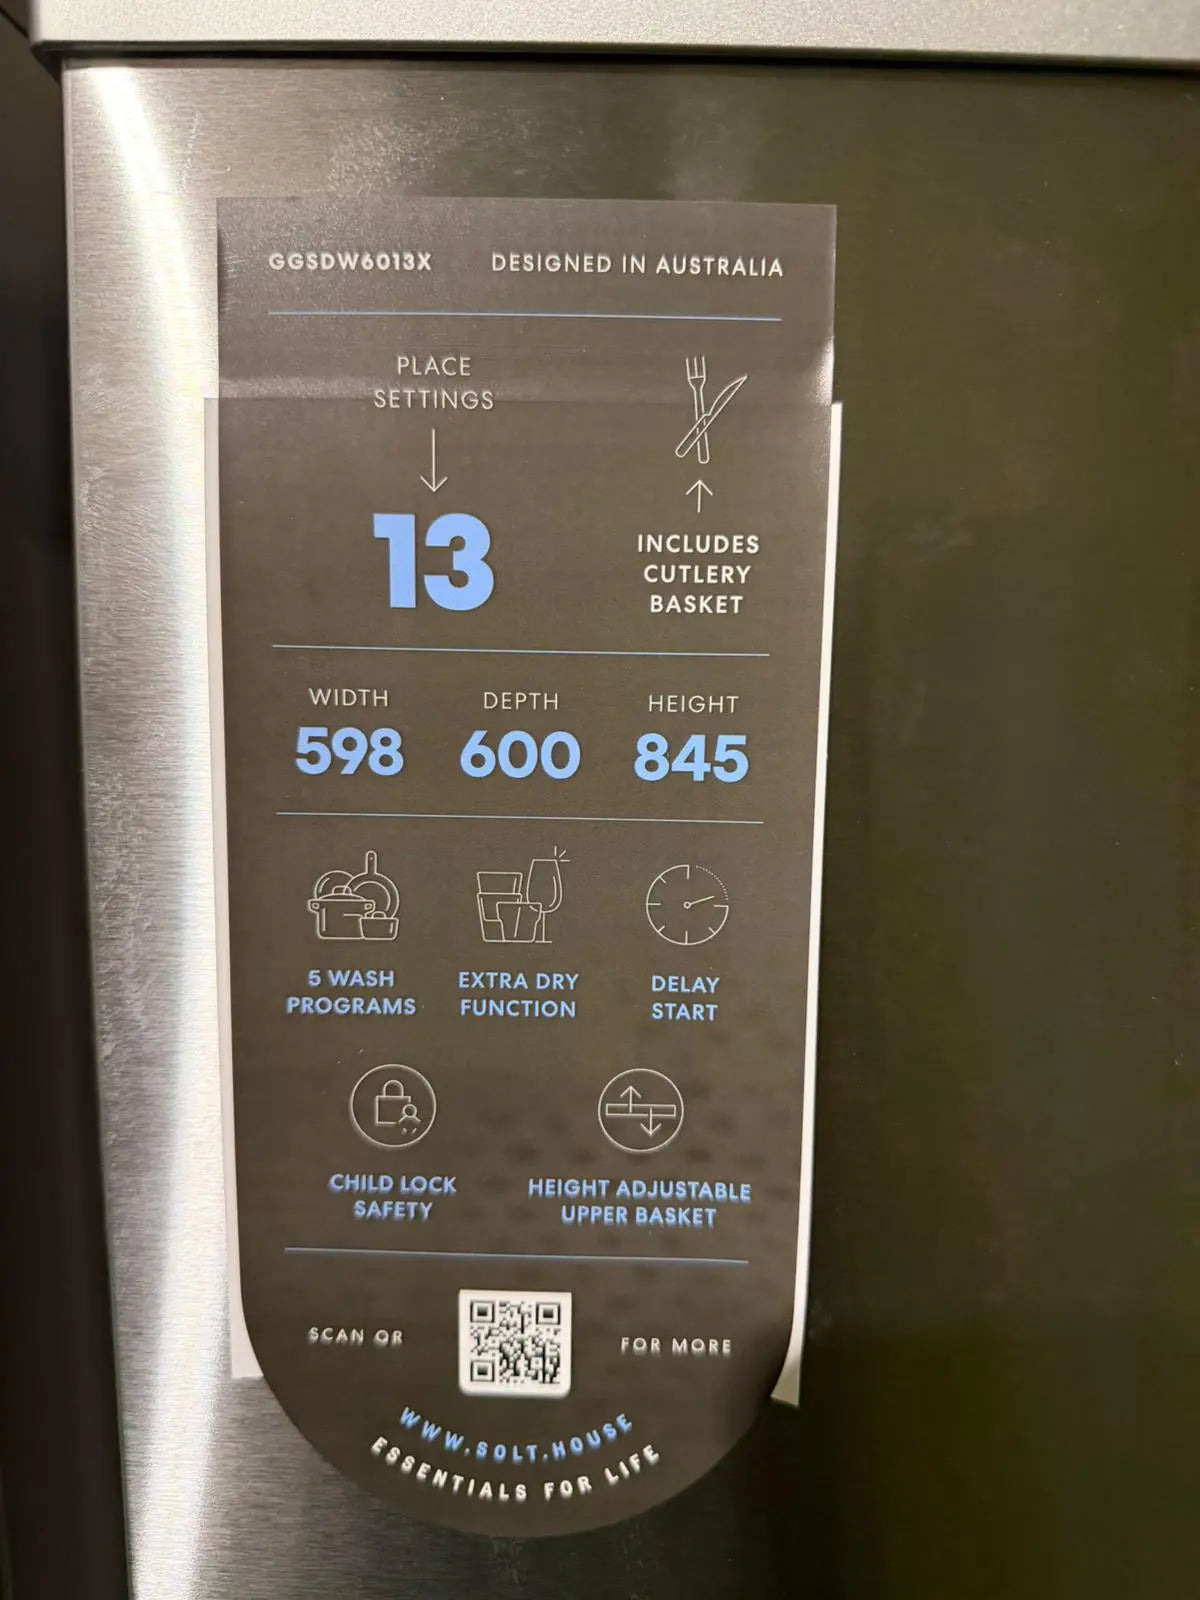 GGSDW6013X DESIGNED IN AUSTRALIA
PLACE
SETTINGS
13
INCLUDES
CUTLERY
BASKET
WIDTH DEPTH HEIGHT
598 600 845
5 WASH
PROGRAMS
EXTRA DRY
FUNCTION
DELAY
START
CHILD LOCK
SAFETY
HEIGHT ADJUSTABLE
UPPER BASKET
SCAN OR FOR MORE
WWW.SOLT.HOUSE
ESSENTIALS FOR LIFE